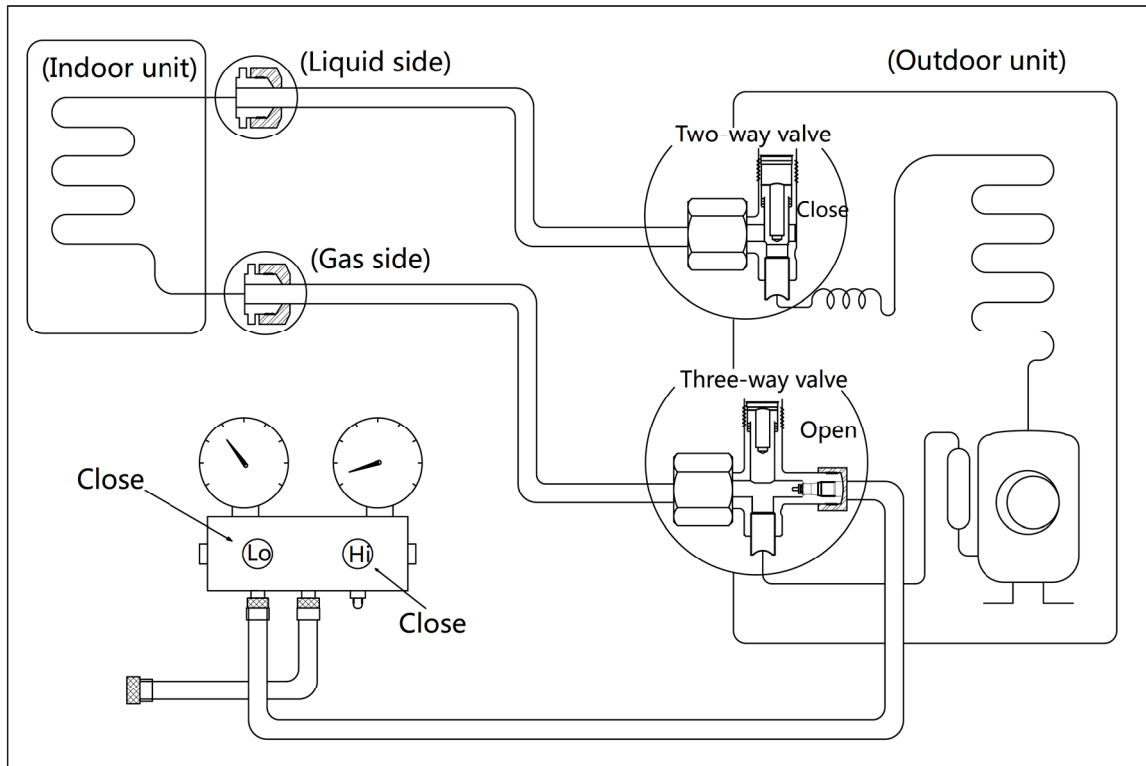 (Indoor unit)
(Liquid side)
(Outdoor unit)
Two-way valve
Close
(Gas side)
Three-way valve
Open
Close
Lo
Hi
Close